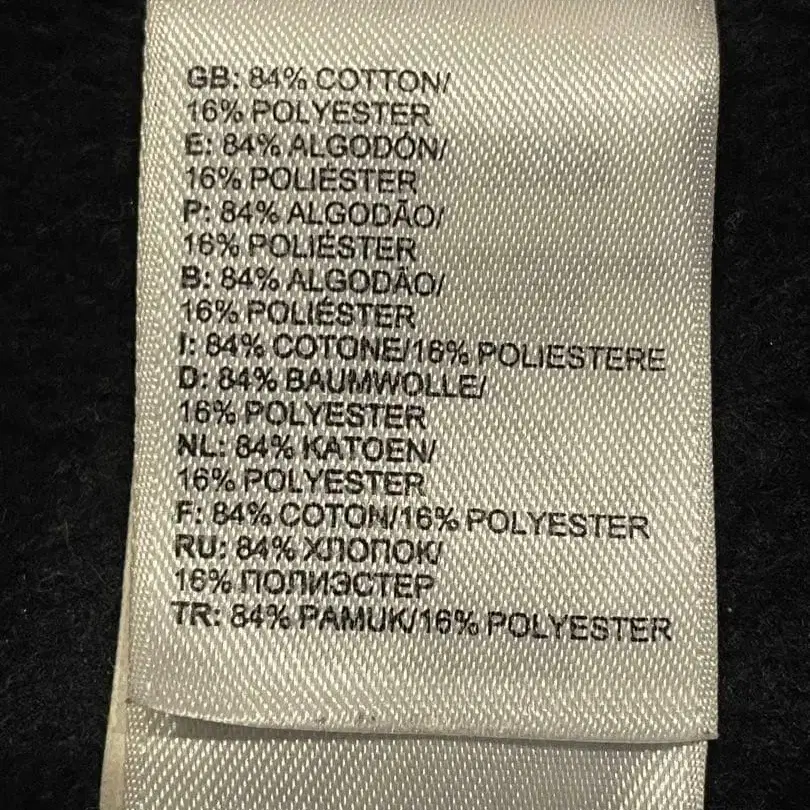 GB: 84% COTTON/
16% POLYESTER
E: 84% ALGODÓN/
16% POLIÉSTER
P: 84% ALGODÃO/
16% POLIÉSTER
B: 84% ALGODÃO/
16% POLIÉSTER
I: 84% COTONE/16% POLIESTERE
D: 84% BAUMWOLLE/
16% POLYESTER
NL: 84% KATOEN/
16% POLYESTER
F: 84% COTON/16% POLYESTER
RU: 84% ХЛОПОК/
16% ПОЛИЭСТЕР
TR: 84% PAMUK/16% POLYESTER